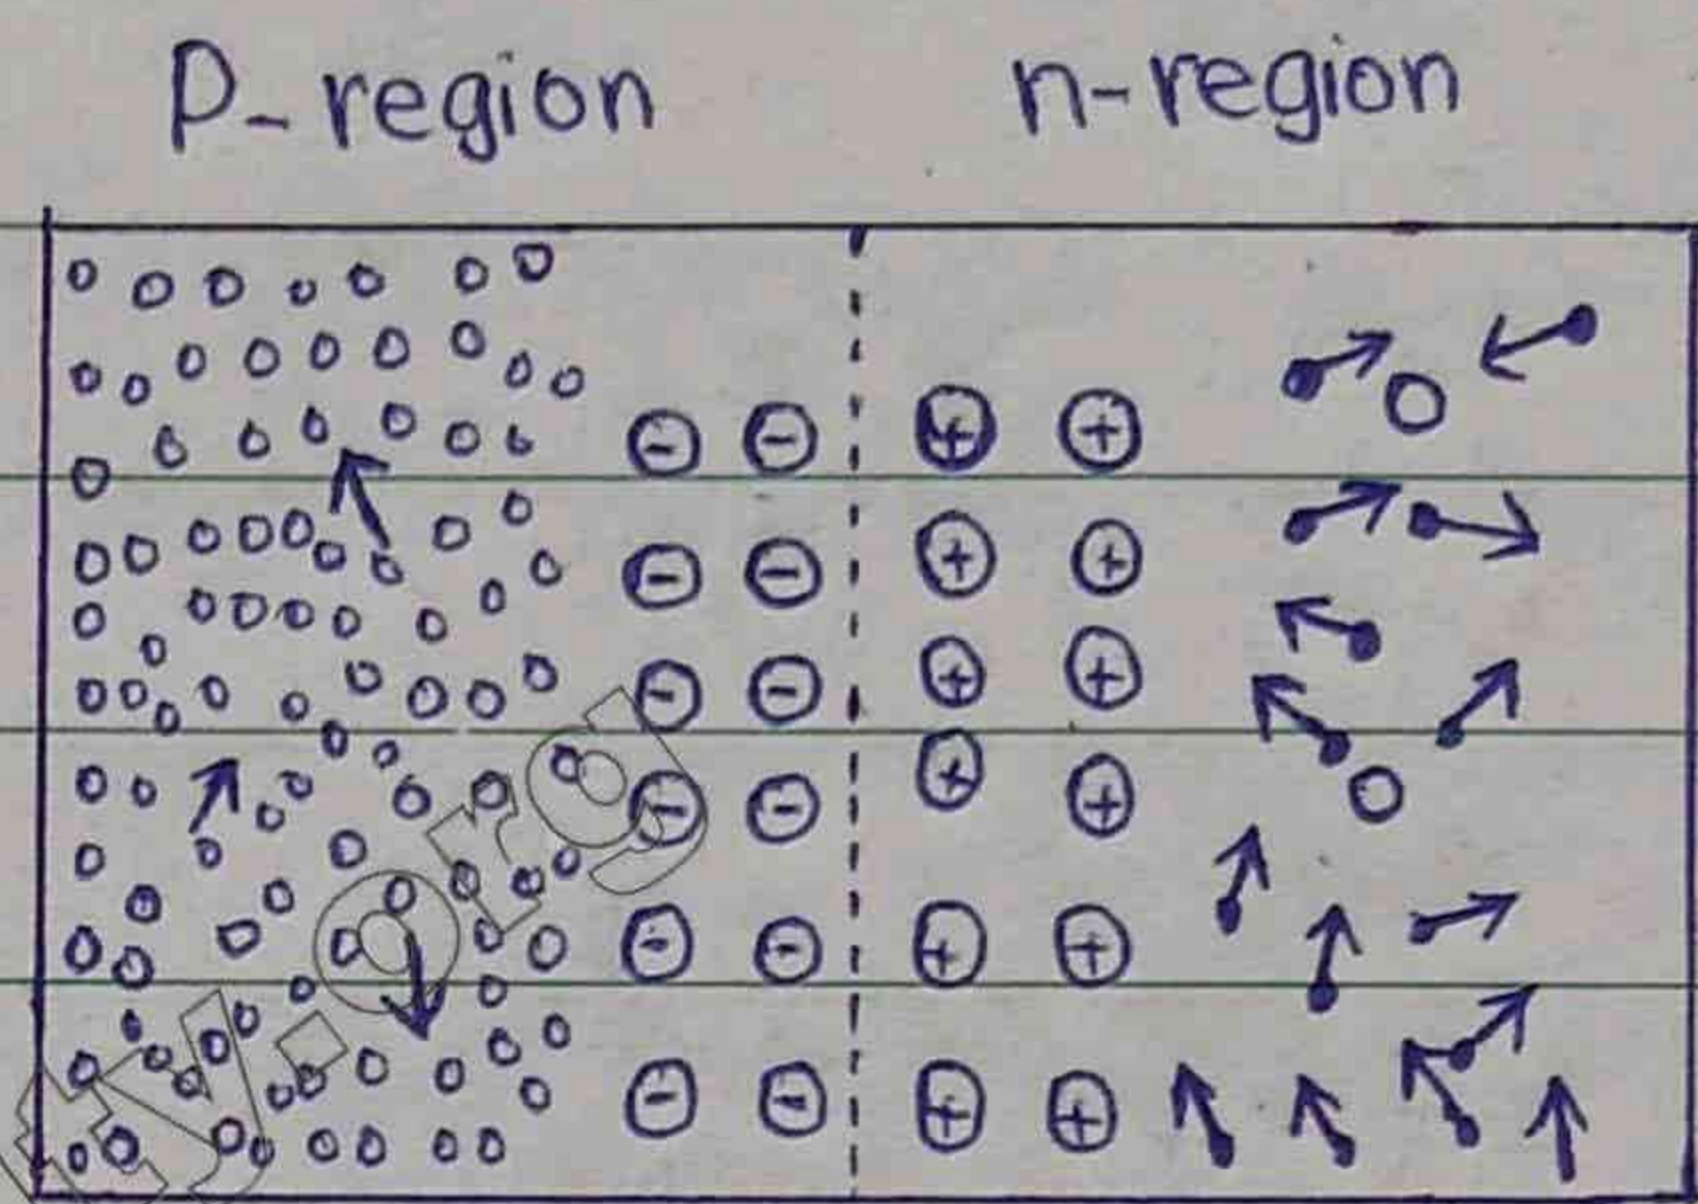 P-region n-region
- - + +
- - + +
- - + +
- - + +
- - + +
- - + +